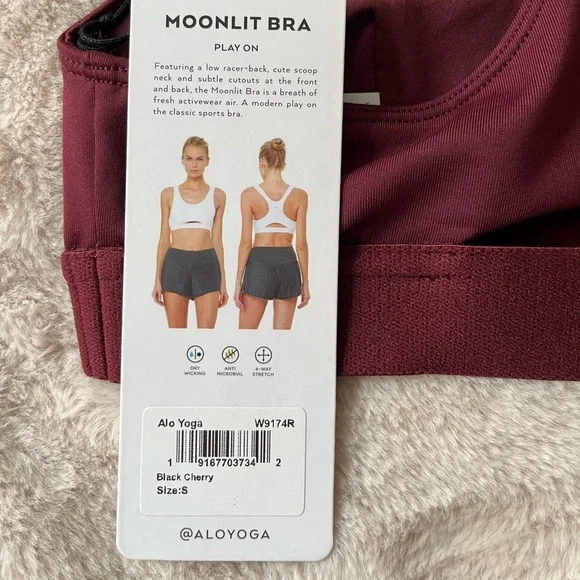 MOONLIT BRA
PLAY ON
Featuring a low racer-back, cute scoop
neck and subtle cutouts at the front
and back, the Moonlit Bra is a breath of
fresh activewear air. A modern play on
the classic sports bra.
DRY
WICKING
ANTI
MICROBIAL
4-WAY
STRETCH
Alo Yoga W9174R
1 91677 03734 2
Black Cherry
Size:S
@ALOYOGA